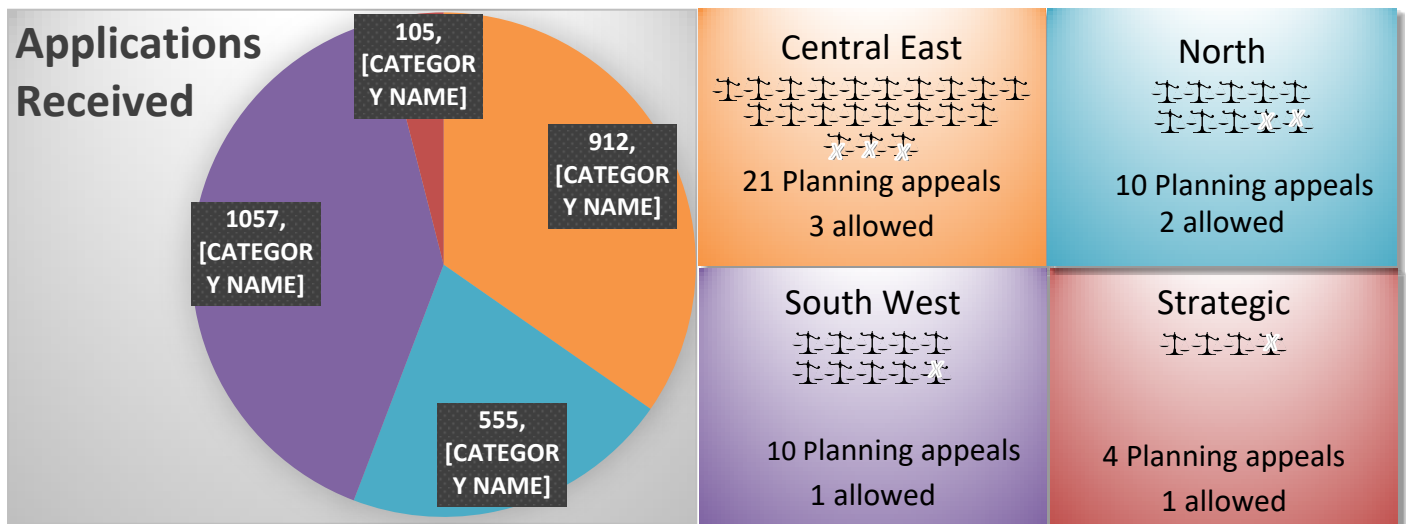 Applications
Received
105,
[CATEGOR
Y NAME]
912,
[CATEGOR
Y NAME]
1057,
[CATEGOR
Y NAME]
555,
[CATEGOR
Y NAME]
Central East
X X X
21 Planning appeals
3 allowed
North
X X
10 Planning appeals
2 allowed
South West
X
10 Planning appeals
1 allowed
Strategic
X
4 Planning appeals
1 allowed